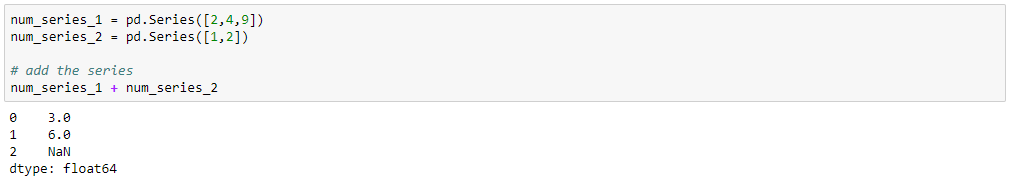 num_series_1 = pd.Series([2,4,9])
num_series_2 = pd.Series([1,2])
# add the series
num_series_1 + num_series_2
0    3.0
1    6.0
2    NaN
dtype: float64